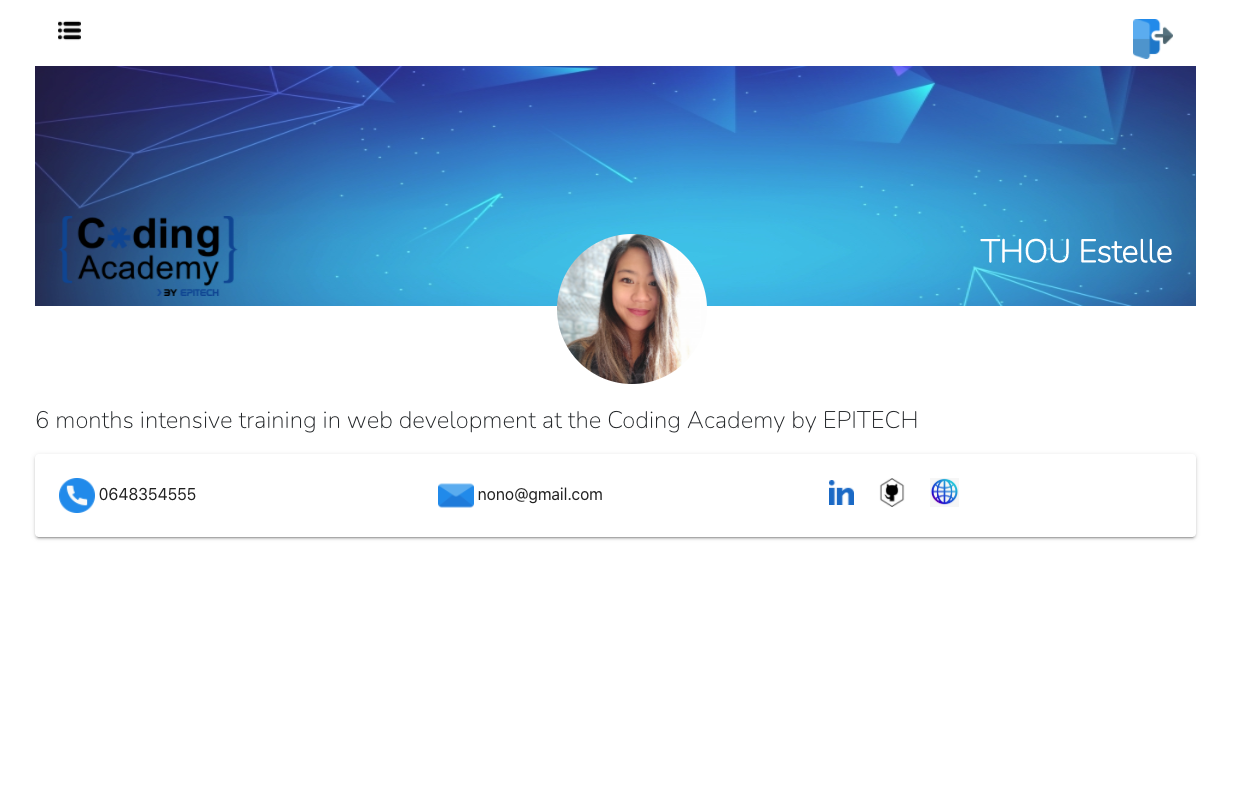 {C*ding
Academy}
>BY EPITECH
THOU Estelle
6 months intensive training in web development at the Coding Academy by EPITECH
0648354555
nono@gmail.com
in